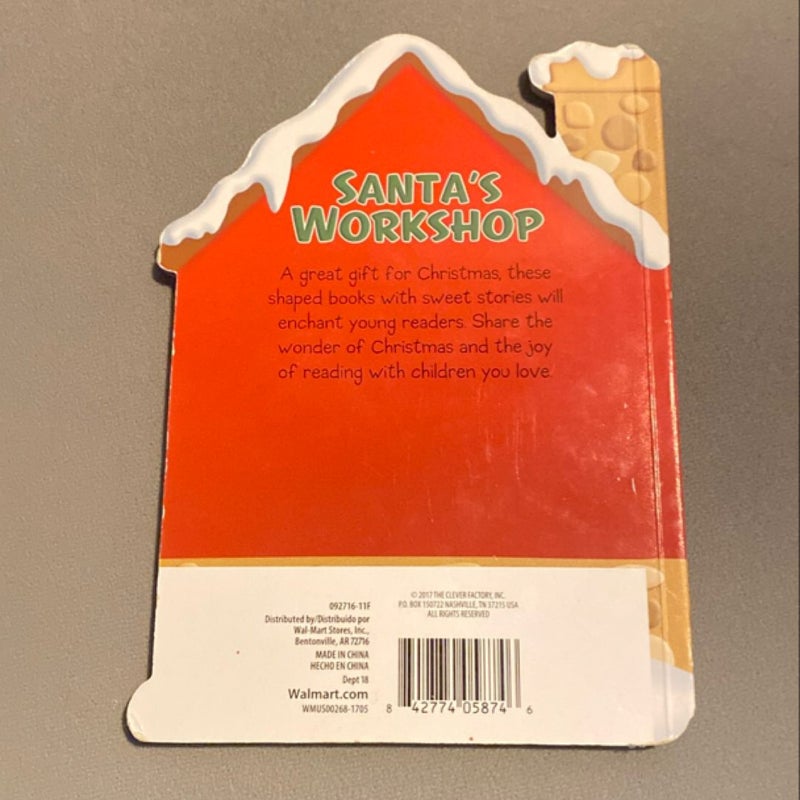 SANTA'S
WORKSHOP
A great gift for Christmas, these
shaped books with sweet stories will
enchant young readers. Share the
wonder of Christmas and the joy
of reading with children you love.
092716-11F
Distributed by/Distribuido por
Wal-Mart Stores, Inc.,
Bentonville, AR 72716
MADE IN CHINA
HECHO EN CHINA
Dept 18
Walmart.com
WMUS00268-1705
© 2017 THE CLEVER FACTORY, INC.
P.O. BOX 150722 NASHVILLE, TN 37215 USA
ALL RIGHTS RESERVED
8 42774 05874 6